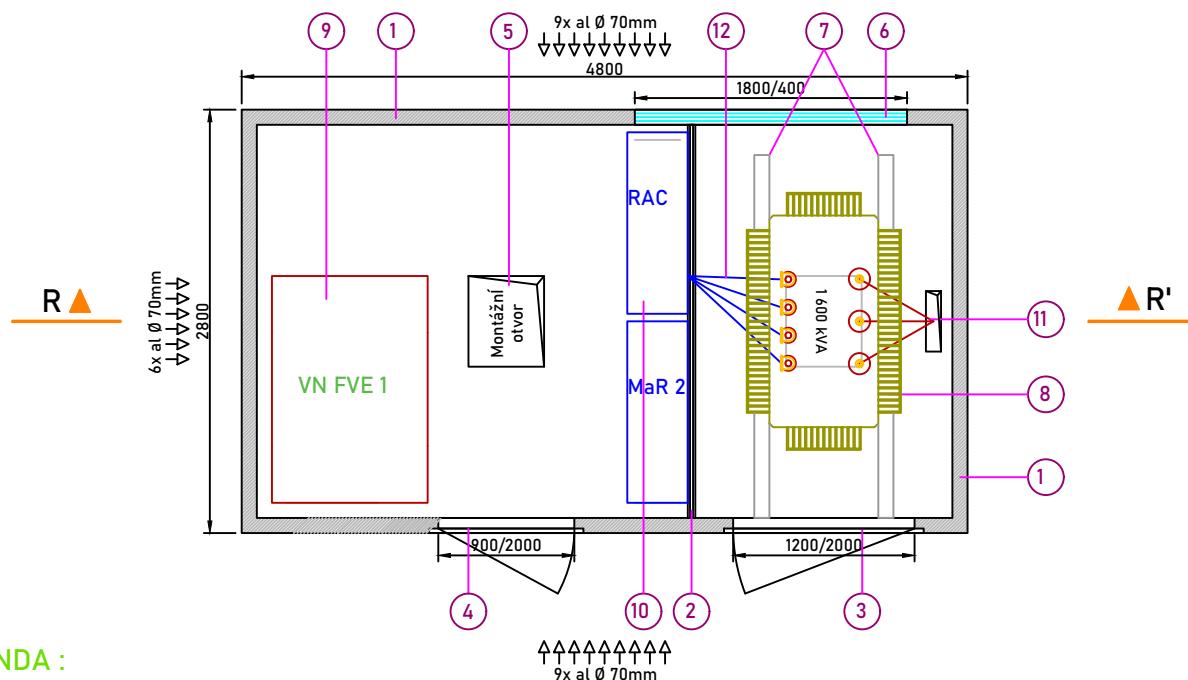 9
1
5
9x al Ø 70mm
12
7
6
4800
1800/400
RAC
R
R'
6x al Ø 70mm
2800
Montážní
otvor
1600 kVA
11
VN FVE 1
MaR 2
8
1
900/2000
1200/2000
4
10
2
3
9x al Ø 70mm
NDA :